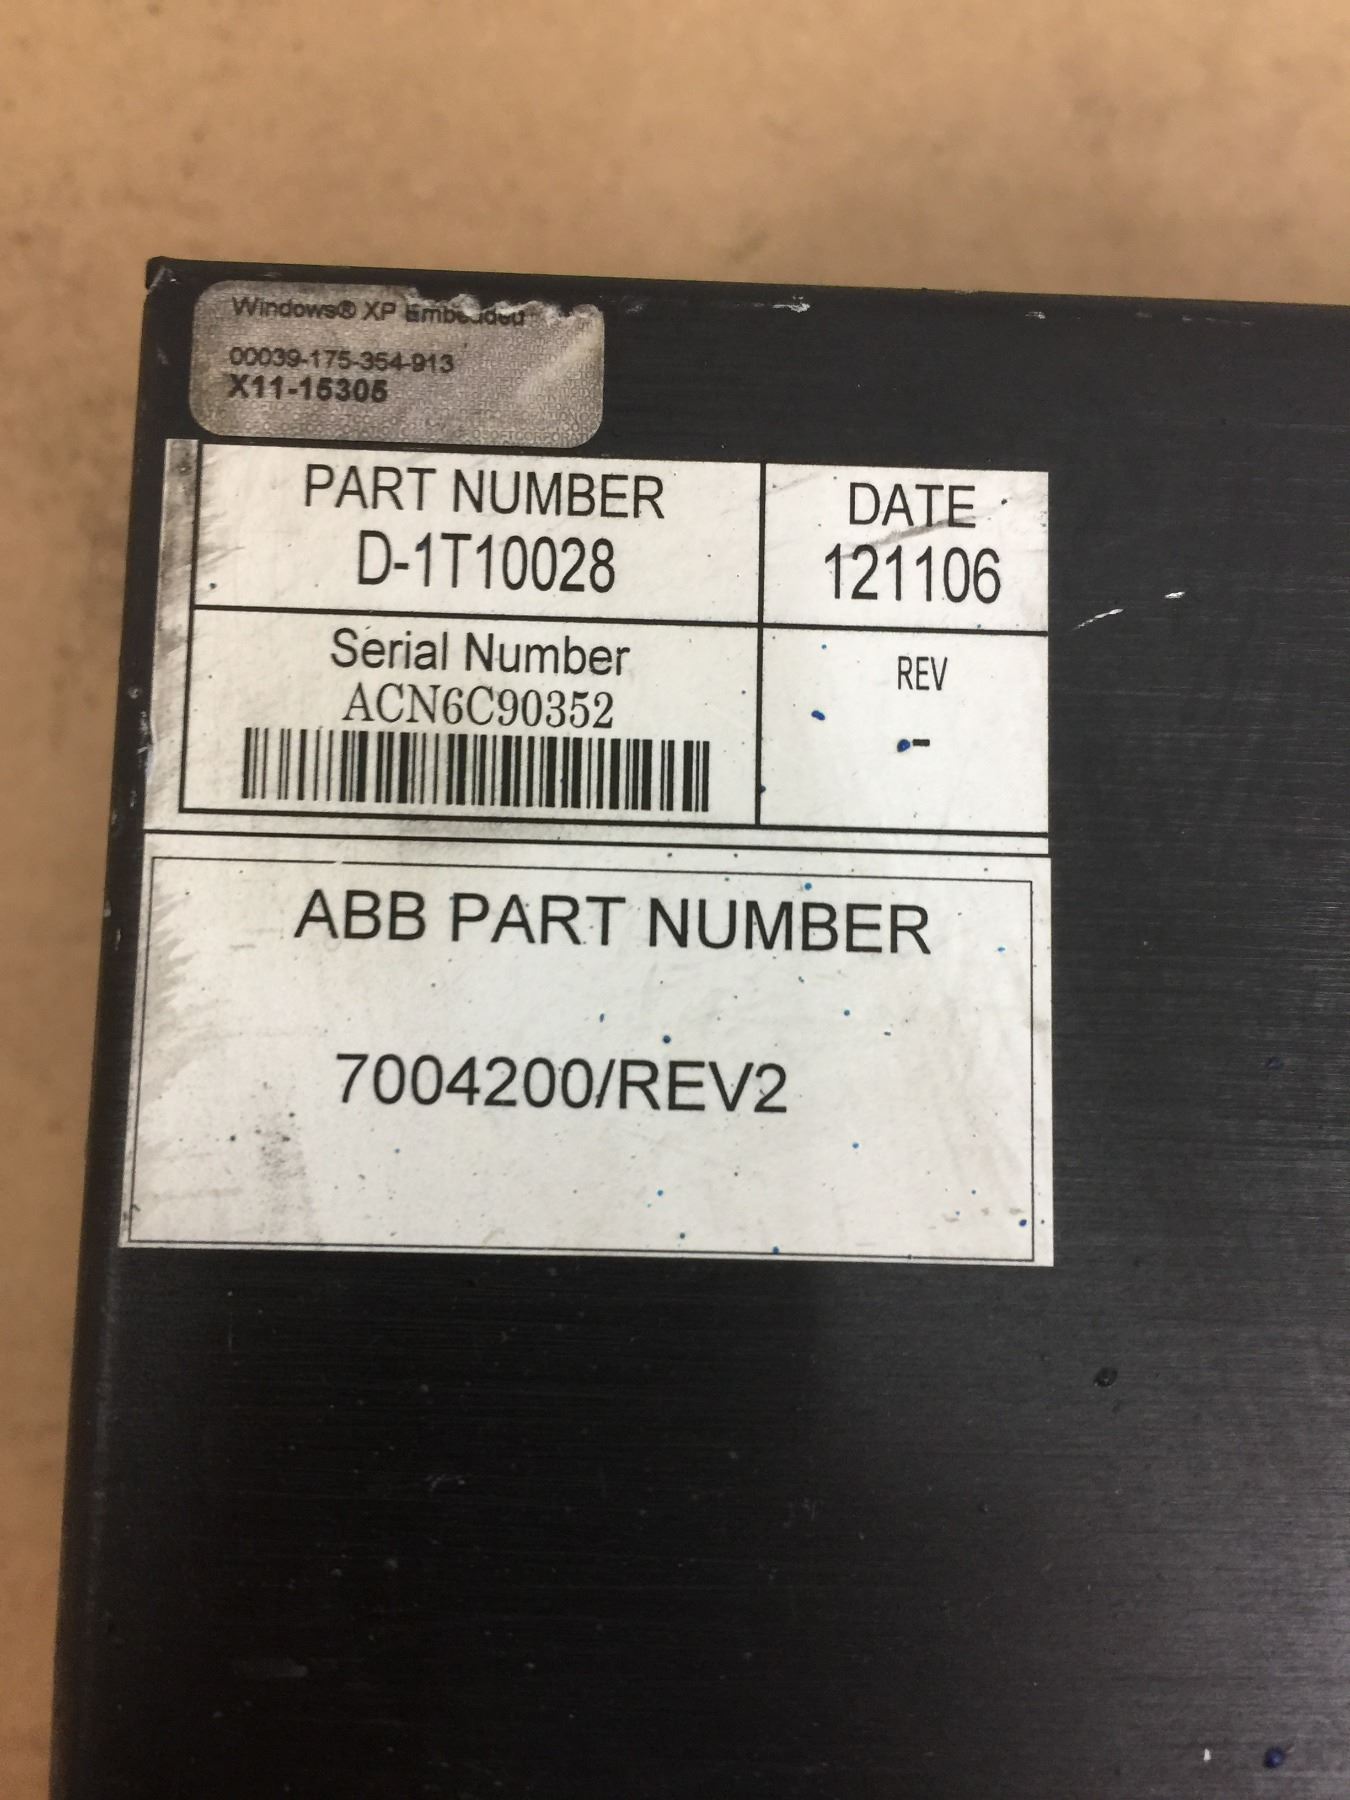 Windows® XP Embedded
00039-175-354-913
X11-15305
PART NUMBER
D-1T10028
DATE
121106
Serial Number
ACN6C90352
REV
-
ABB PART NUMBER
7004200/REV2